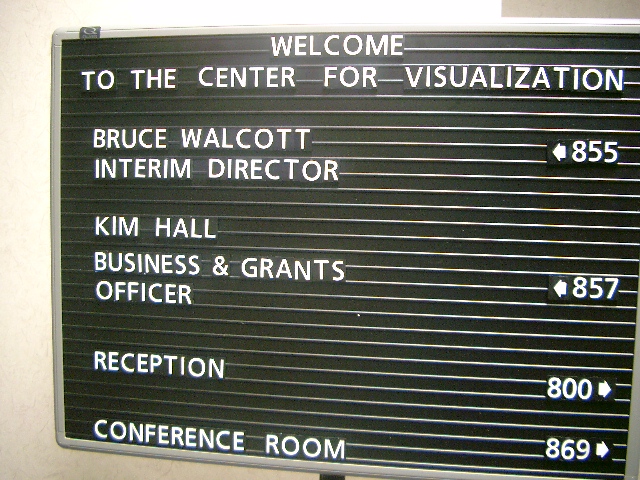 WELCOME
TO THE CENTER FOR VISUALIZATION
BRUCE WALCOTT
INTERIM DIRECTOR 855
KIM HALL
BUSINESS & GRANTS
OFFICER 857
RECEPTION 800
CONFERENCE ROOM 869